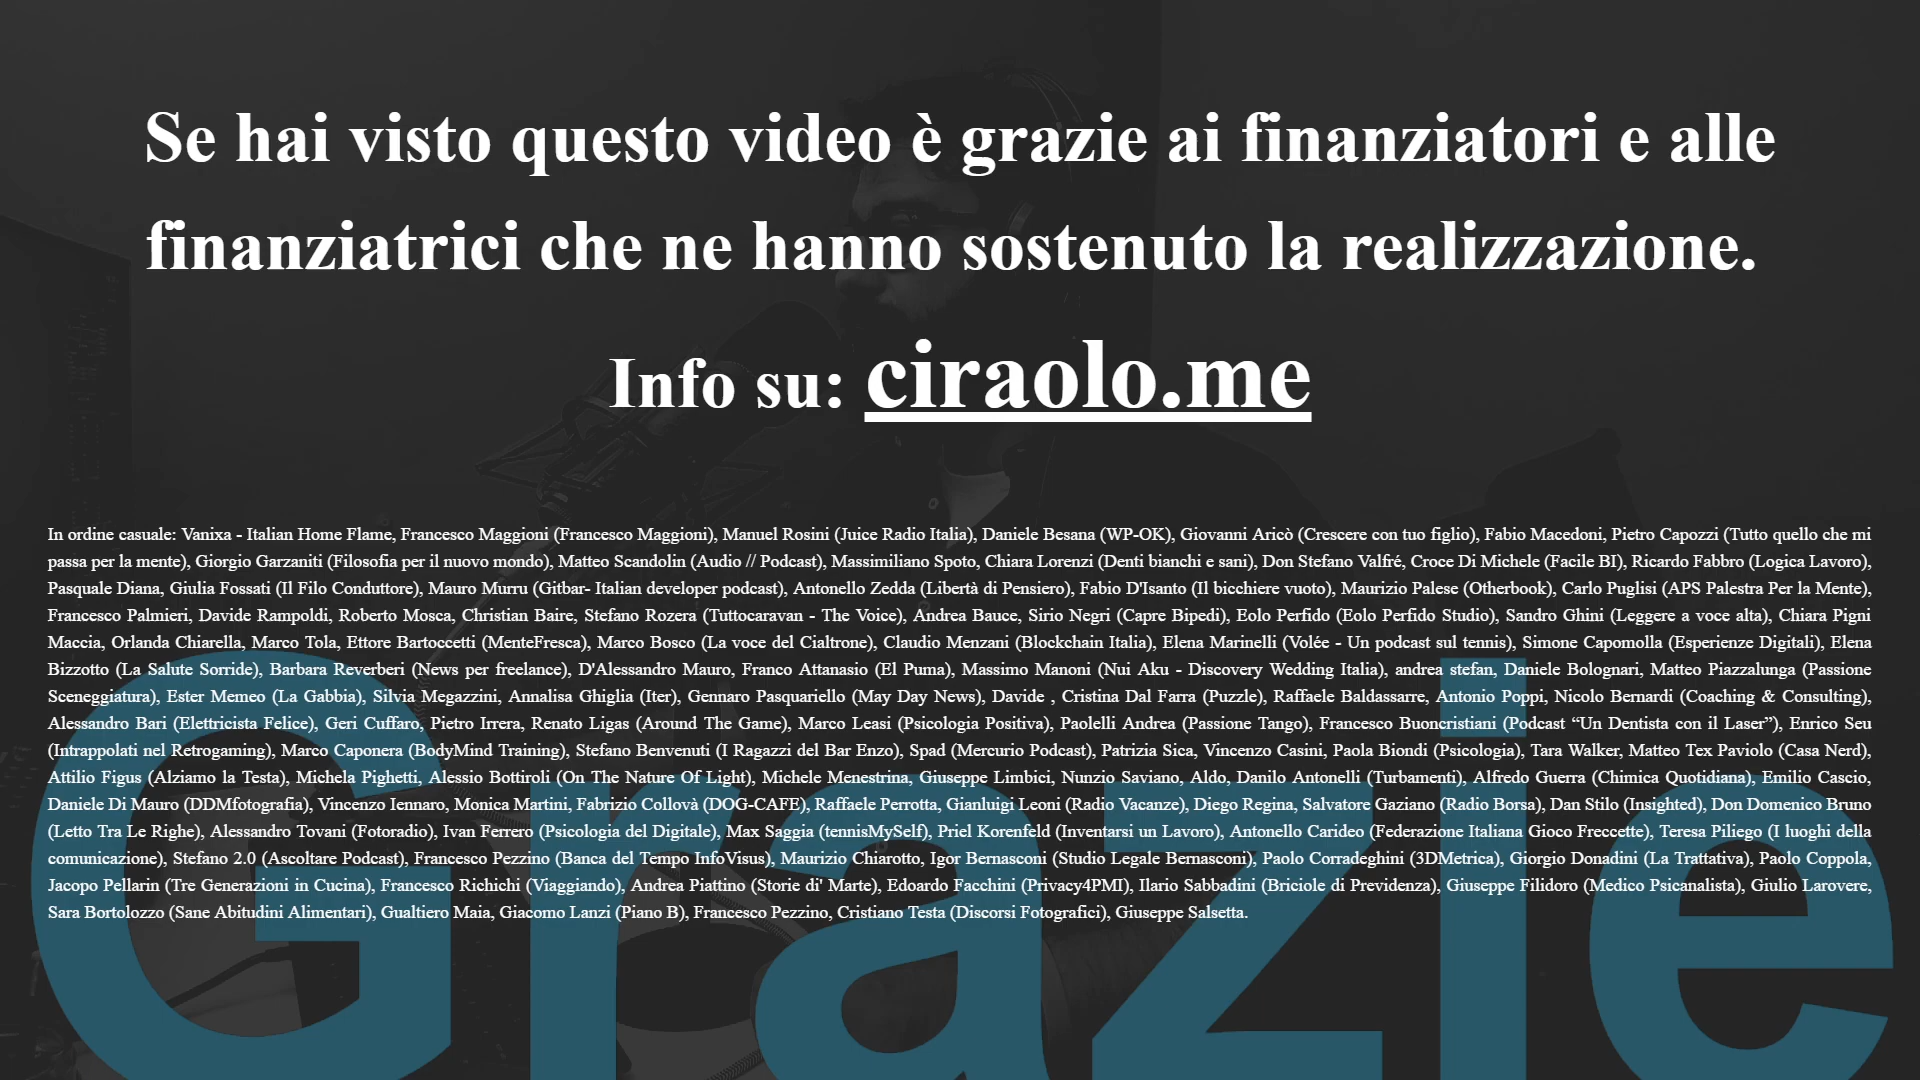 Se hai visto questo video è grazie ai finanziatori e alle
finanziatrici che ne hanno sostenuto la realizzazione.
Info su: ciraolo.me
In ordine casuale: Vanixa - Italian Home Flame, Francesco Maggioni (Francesco Maggioni), Manuel Rosini (Juice Radio Italia), Daniele Besana (WP-OK), Giovanni Aricò (Crescere con tuo figlio), Fabio Macedoni, Pietro Capozzi (Tutto quello che mi
passa per la mente), Giorgio Garzaniti (Filosofia per il nuovo mondo), Matteo Scandolin (Audio // Podcast), Massimiliano Spoto, Chiara Lorenzi (Denti bianchi e sani), Don Stefano Valfré, Croce Di Michele (Facile BI), Ricardo Fabbro (Logica Lavoro),
Pasquale Diana, Giulia Fossati (Il Filo Conduttore), Mauro Murru (Gitbar- Italian developer podcast), Antonello Zedda (Libertà di Pensiero), Fabio D'Isanto (Il bicchiere vuoto), Maurizio Palese (Otherbook), Carlo Puglisi (APS Palestra Per la Mente),
Francesco Palmieri, Davide Rampoldi, Roberto Mosca, Christian Baire, Stefano Rozera (Tuttocaravan - The Voice), Andrea Bauce, Sirio Negri (Capre Bipedi), Eolo Perfido (Eolo Perfido Studio), Sandro Ghini (Leggere a voce alta), Chiara Pigni
Maccia, Orlanda Chiarella, Marco Tola, Ettore Bartoccetti (MenteFresca), Marco Bosco (La voce del Cialtrone), Claudio Menzani (Blockchain Italia), Elena Marinelli (Volée - Un podcast sul tennis), Simone Capomolla (Esperienze Digitali), Elena
Bizzotto (La Salute Sorride), Barbara Reverberi (News per freelance), D'Alessandro Mauro, Franco Attanasio (El Puma), Massimo Manoni (Nui Aku - Discovery Wedding Italia), andrea stefan, Daniele Bolognari, Matteo Piazzalunga (Passione
Sceneggiatura), Ester Memeo (La Gabbia), Silvia Megazzini, Annalisa Ghiglia (Iter), Gennaro Pasquariello (May Day News), Davide , Cristina Dal Farra (Puzzle), Raffaele Baldassarre, Antonio Poppi, Nicolo Bernardi (Coaching & Consulting),
Alessandro Bari (Elettricista Felice), Geri Cuffaro, Pietro Irrera, Renato Ligas (Around The Game), Marco Leasi (Psicologia Positiva), Paolelli Andrea (Passione Tango), Francesco Buoncristiani (Podcast “Un Dentista con il Laser”), Enrico Seu
(Intrappolati nel Retrogaming), Marco Caponera (BodyMind Training), Stefano Benvenuti (I Ragazzi del Bar Enzo), Spad (Mercurio Podcast), Patrizia Sica, Vincenzo Casini, Paola Biondi (Psicologia), Tara Walker, Matteo Tex Paviolo (Casa Nerd),
Attilio Figus (Alziamo la Testa), Michela Pighetti, Alessio Bottiroli (On The Nature Of Light), Michele Menestrina, Giuseppe Limbici, Nunzio Saviano, Aldo, Danilo Antonelli (Turbamenti), Alfredo Guerra (Chimica Quotidiana), Emilio Cascio,
Daniele Di Mauro (DDMfotografia), Vincenzo Iennaro, Monica Martini, Fabrizio Collovà (DOG-CAFE), Raffaele Perrotta, Gianluigi Leoni (Radio Vacanze), Diego Regina, Salvatore Gaziano (Radio Borsa), Dan Stilo (Insighted), Don Domenico Bruno
(Letto Tra Le Righe), Alessandro Tovani (Fotoradio), Ivan Ferrero (Psicologia del Digitale), Max Saggia (tennisMySelf), Priel Korenfeld (Inventarsi un Lavoro), Antonello Carideo (Federazione Italiana Gioco Freccette), Teresa Piliego (I luoghi della
comunicazione), Stefano 2.0 (Ascoltare Podcast), Francesco Pezzino (Banca del Tempo InfoVisus), Maurizio Chiarotto, Igor Bernasconi (Studio Legale Bernasconi), Paolo Corradeghini (3DMetrica), Giorgio Donadini (La Trattativa), Paolo Coppola,
Jacopo Pellarin (Tre Generazioni in Cucina), Francesco Richichi (Viaggiando), Andrea Piattino (Storie di' Marte), Edoardo Facchini (Privacy4PMI), Ilario Sabbadini (Briciole di Previdenza), Giuseppe Filidoro (Medico Psicanalista), Giulio Larovere,
Sara Bortolozzo (Sane Abitudini Alimentari), Gualtiero Maia, Giacomo Lanzi (Piano B), Francesco Pezzino, Cristiano Testa (Discorsi Fotografici), Giuseppe Salsetta.
Grazie